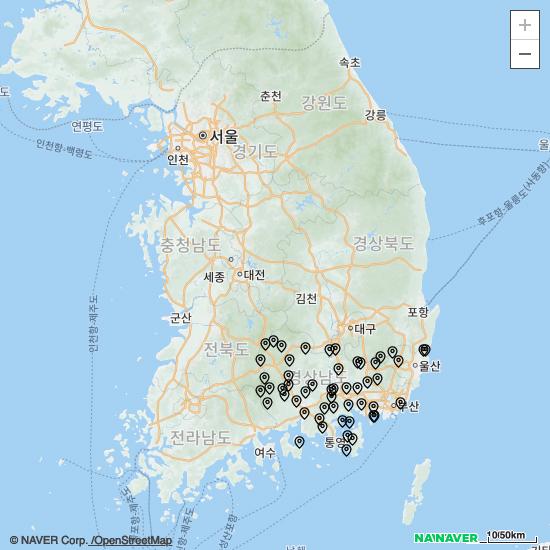 +
−
속초
춘천
강원도
강릉
도
연평도
서울
인천
경기도
울
인천항-백령도
후포항-울릉도(사동항)
충청남도
경상북도
세종
대전
김천
포항
인천항-제주도
군산
대구
전라북도
경상남도
울산
부산
전라남도
여수
통영
© NAVER Corp. /OpenStreetMap
NAVER
10/50km